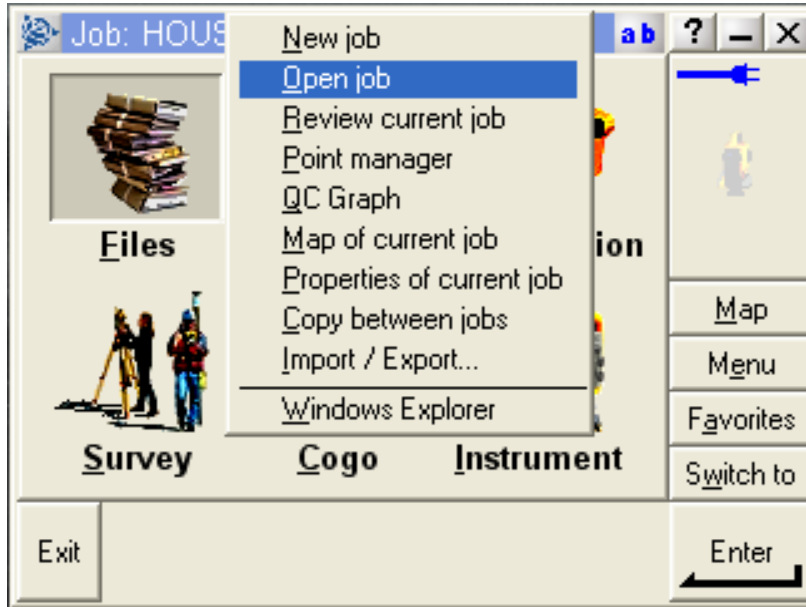 Job: HOUS
ab
?
New job
Open job
Review current job
Point manager
QC Graph
Map of current job
Properties of current job
Copy between jobs
Import / Export...
Windows Explorer
Files
ion
Survey
Cogo
Instrument
Map
Menu
Favorites
Switch to
Exit
Enter